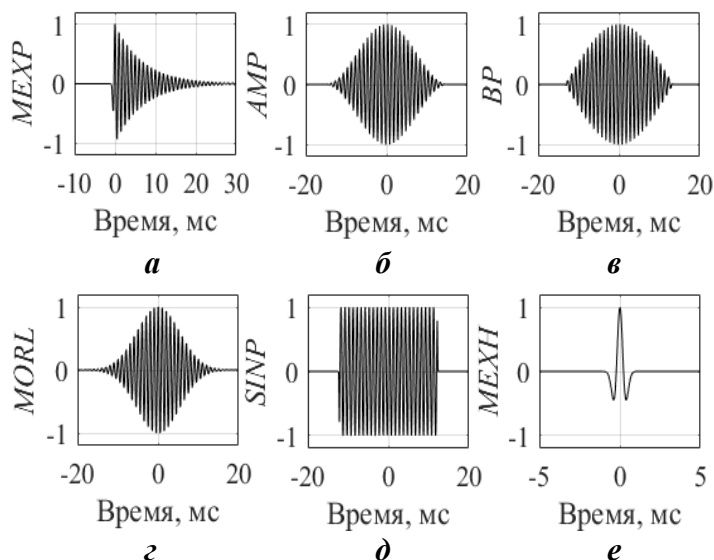 MEXP
1
0
-1
-10 0 10 20 30
Время, мс
а
AMP
1
0
-1
-20 0 20
Время, мс
б
BP
1
0
-1
-20 0 20
Время, мс
в
MORL
1
0
-1
-20 0 20
Время, мс
г
SINP
1
0
-1
-20 0 20
Время, мс
д
MEXH
1
0
-1
-5 0 5
Время, мс
е